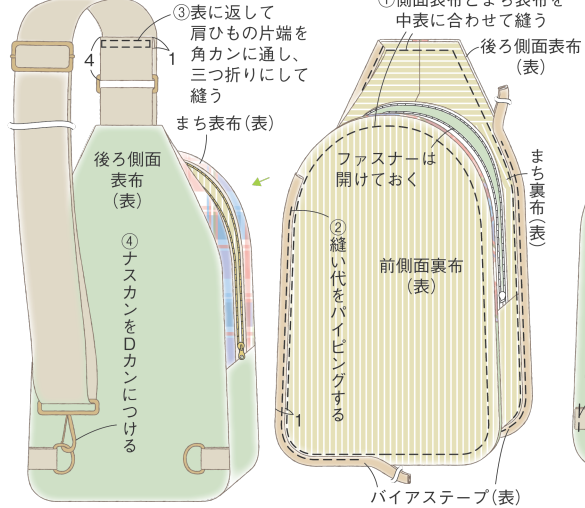 ①側面表布とまち表布を
中表に合わせて縫う
③表に返して
肩ひもの片端を
角カンに通し、
三つ折りにして
縫う
4
1
まち表布(表)
後ろ側面表布
(表)
後ろ側面
表布
(表)
ファスナーは
開けておく
まち裏布(表)
②縫い代をパイピングする
前側面裏布
(表)
④ナスカンをDカンにつける
1
バイアステープ(表)